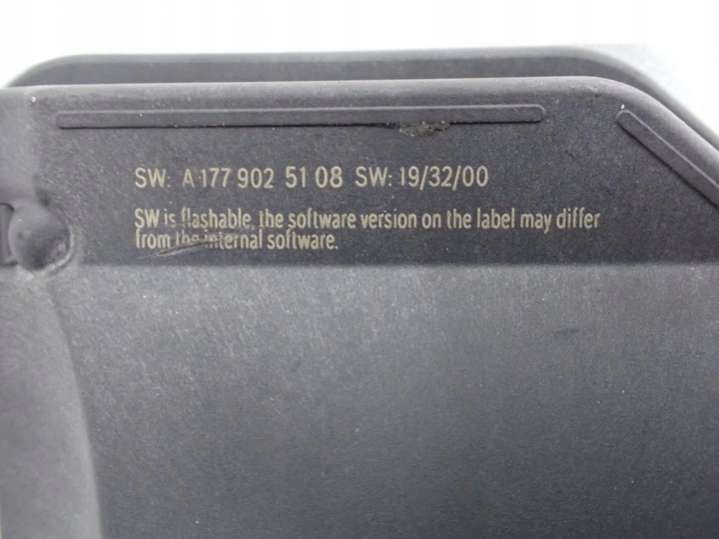 SW: A 177 902 51 08 SW: 19/32/00
SW is flashable, the software version on the label may differ
from the internal software.